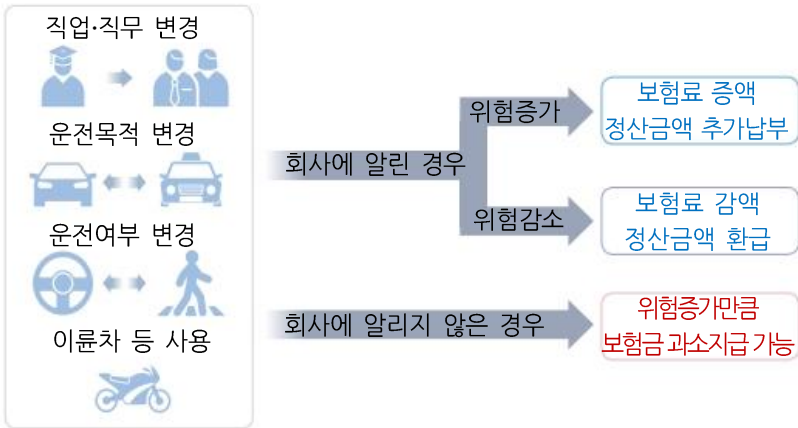 직업·직무 변경
운전목적 변경
운전여부 변경
이륜차 등 사용
회사에 알린 경우
위험증가
보험료 증액
정산금액 추가납부
위험감소
보험료 감액
정산금액 환급
회사에 알리지 않은 경우
위험증가만큼
보험금 과소지급 가능